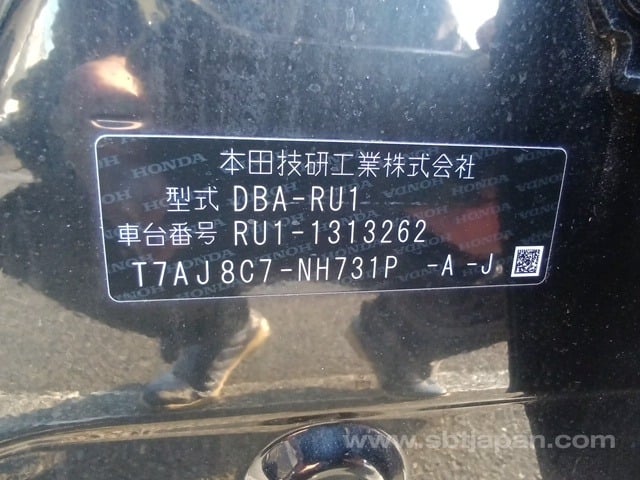 本田技研工業株式会社
型式 DBA-RU1
車台番号 RU1-1313262
T7AJ8C7-NH731P -A -J
www.sbtjapan.com